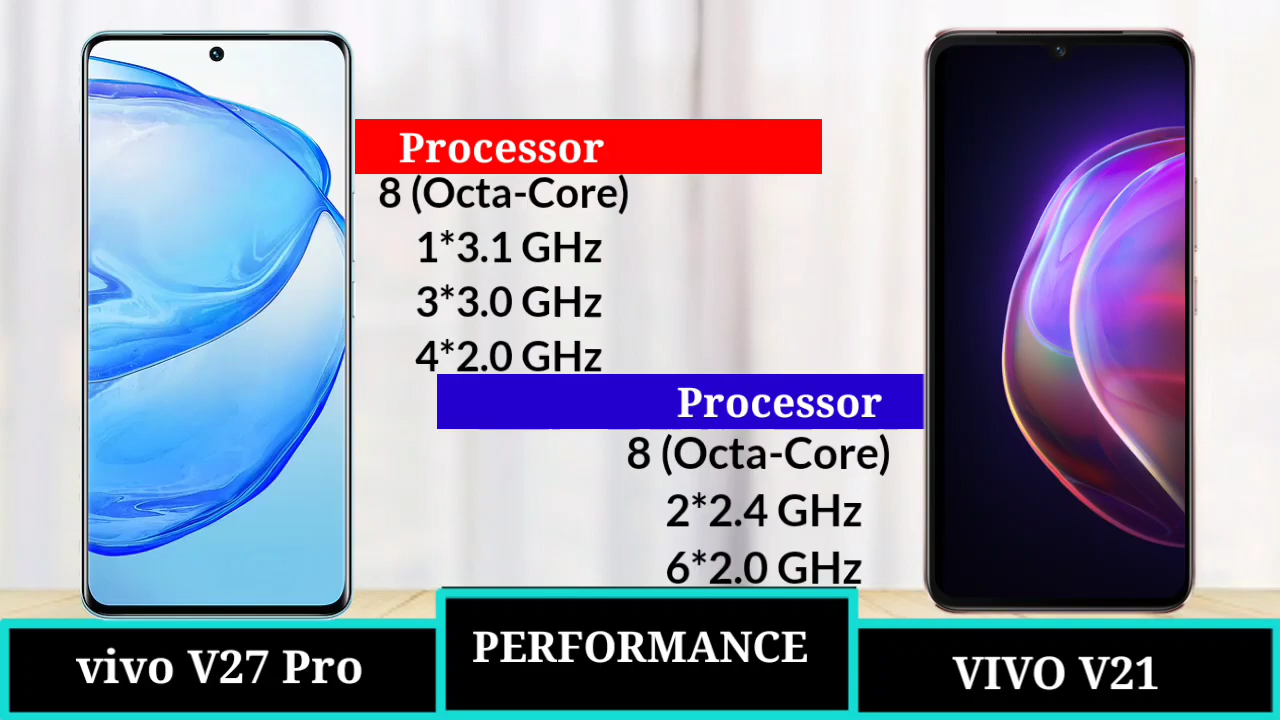 Processor
8 (Octa-Core)
1*3.1 GHz
3*3.0 GHz
4*2.0 GHz
Processor
8 (Octa-Core)
2*2.4 GHz
6*2.0 GHz
vivo V27 Pro
PERFORMANCE
VIVO V21